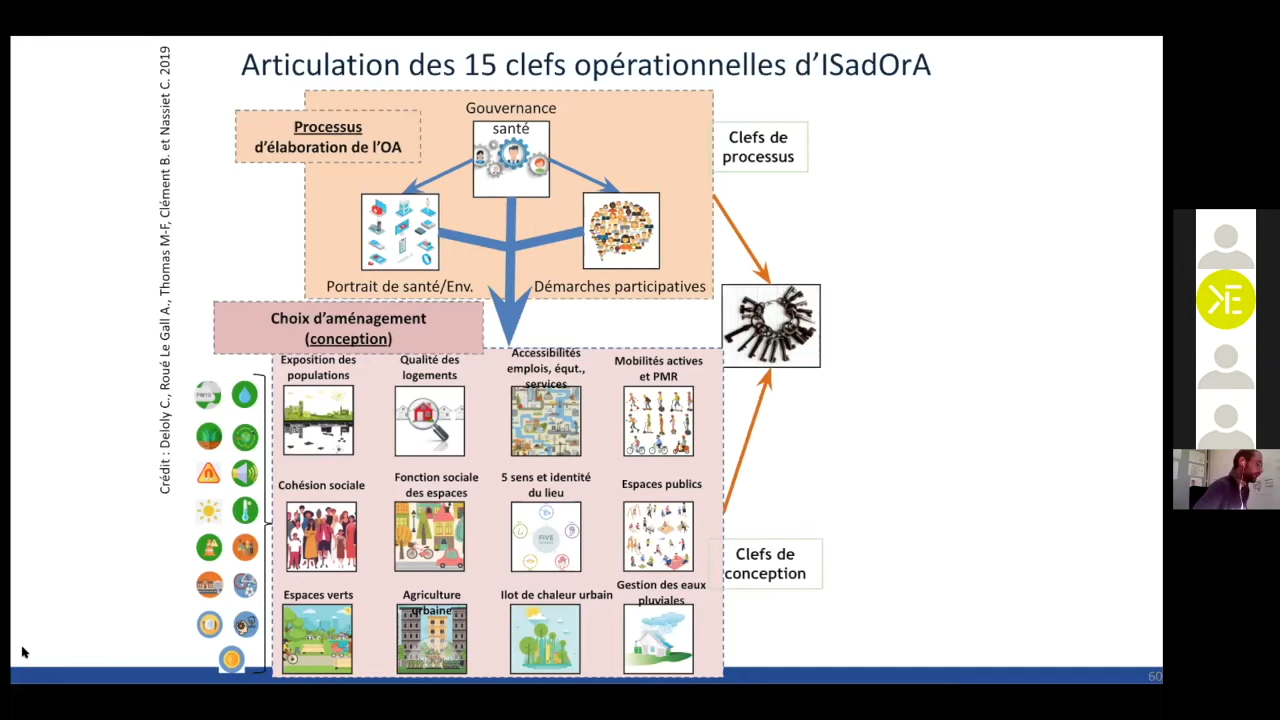 Articulation des 15 clefs opérationnelles d'ISadOrA
Crédit : Deloly C., Roué Le Gall A., Thomas M-F, Clément B. et Nassiet C. 2019
Processus
d'élaboration de l'OA
Gouvernance
santé
Clefs de
processus
Portrait de santé/Env.
Démarches participatives
Choix d'aménagement
(conception)
Exposition des
populations
Qualité des
logements
Accessibilités
emplois, équt.,
services
Mobilités actives
et PMR
PM10
Cohésion sociale
Fonction sociale
des espaces
5 sens et identité
du lieu
FIVE
Espaces publics
Clefs de
conception
Espaces verts
Agriculture
urbaine
Ilot de chaleur urbain
Gestion des eaux
pluviales
60